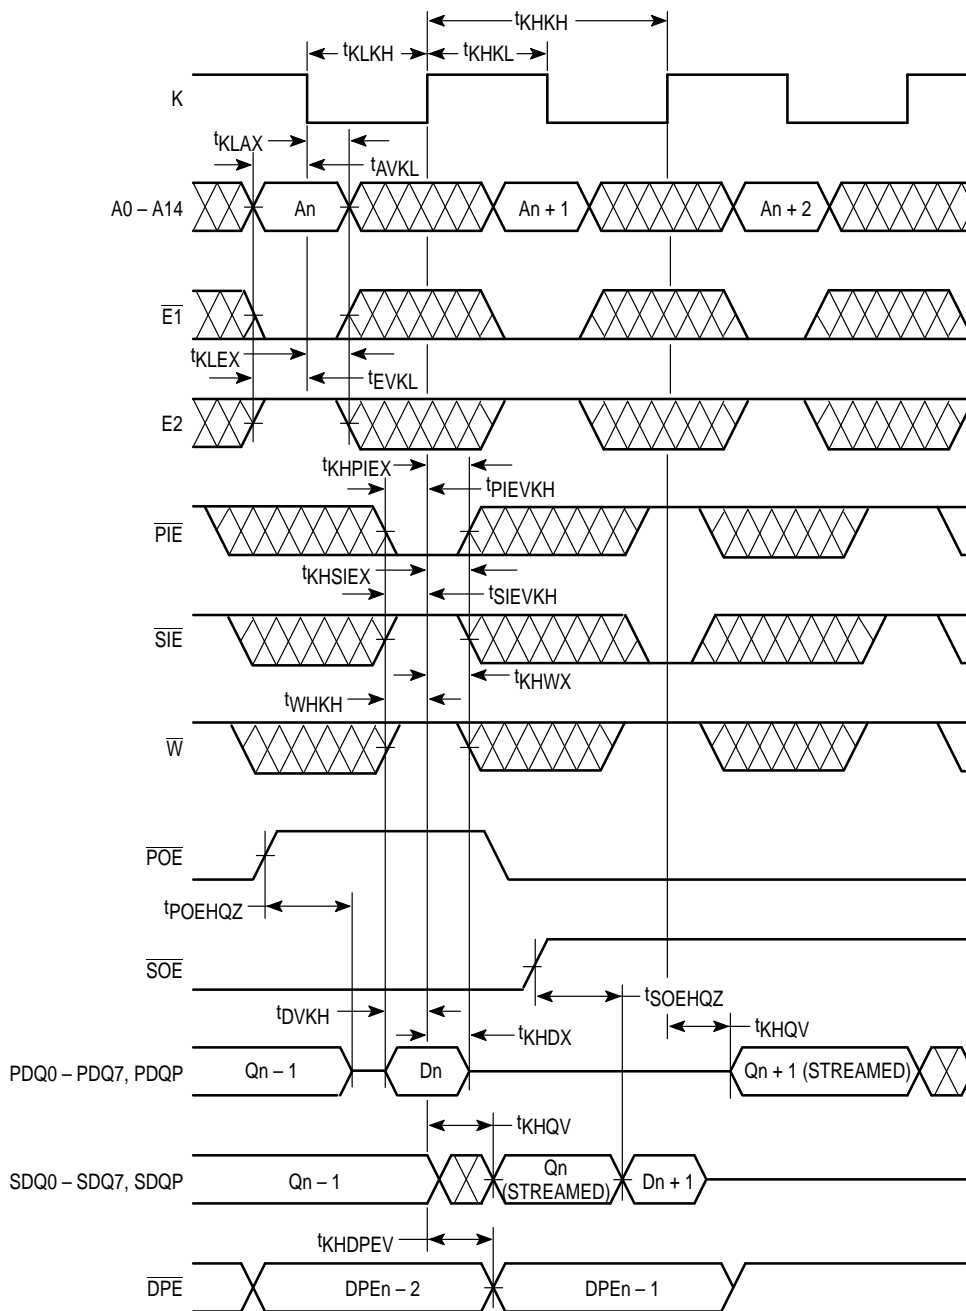 tKHKH
tKLKH
tKHKL
K
tKLAX
tAVKL
A0 – A14
An
An + 1
An + 2
E1
tKLEX
tEVKL
E2
tKHPIEX
tPIEVKH
PIE
tKHSIEX
tSIEVKH
SIE
tKHWX
tWHKH
W
POE
tPOEHQZ
SOE
tSOEHQZ
tDVKH
tKHDX
tKHQV
PDQ0 – PDQ7, PDQP
Qn – 1
Dn
Qn + 1 (STREAMED)
tKHQV
SDQ0 – SDQ7, SDQP
Qn – 1
Qn
(STREAMED)
Dn + 1
tKHDPEV
DPE
DPEn – 2
DPEn – 1